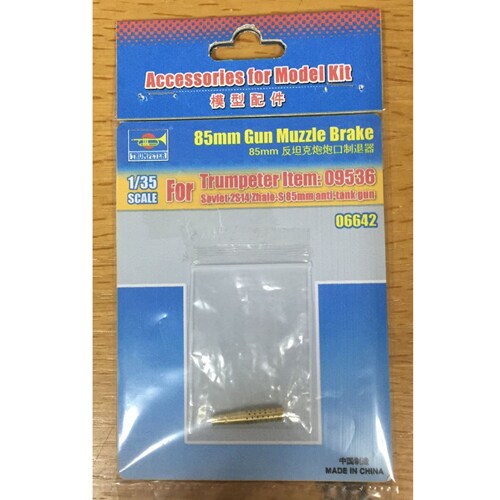 Accessories for Model Kit
模型配件
TRUMPETER
85mm Gun Muzzle Brake
85mm 反坦克炮炮口制退器
1/35
SCALE
For
Trumpeter Item: 09536
Soviet 2S14 Zhalo-S 85mm anti-tank gun
06642
中国制造
MADE IN CHINA